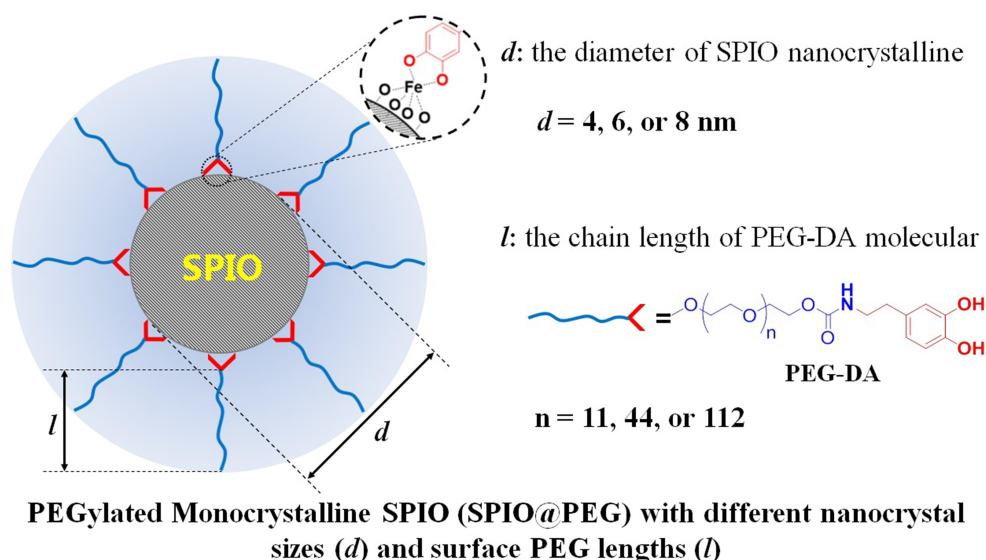 d: the diameter of SPIO nanocrystalline
d = 4, 6, or 8 nm
O
O
Fe
O
O
O
O
SPIO
l: the chain length of PEG-DA molecular
= O ( O ) n O O H N OH OH
PEG-DA
n = 11, 44, or 112
l
d
PEGylated Monocrystalline SPIO (SPIO@PEG) with different nanocrystal
sizes (d) and surface PEG lengths (l)